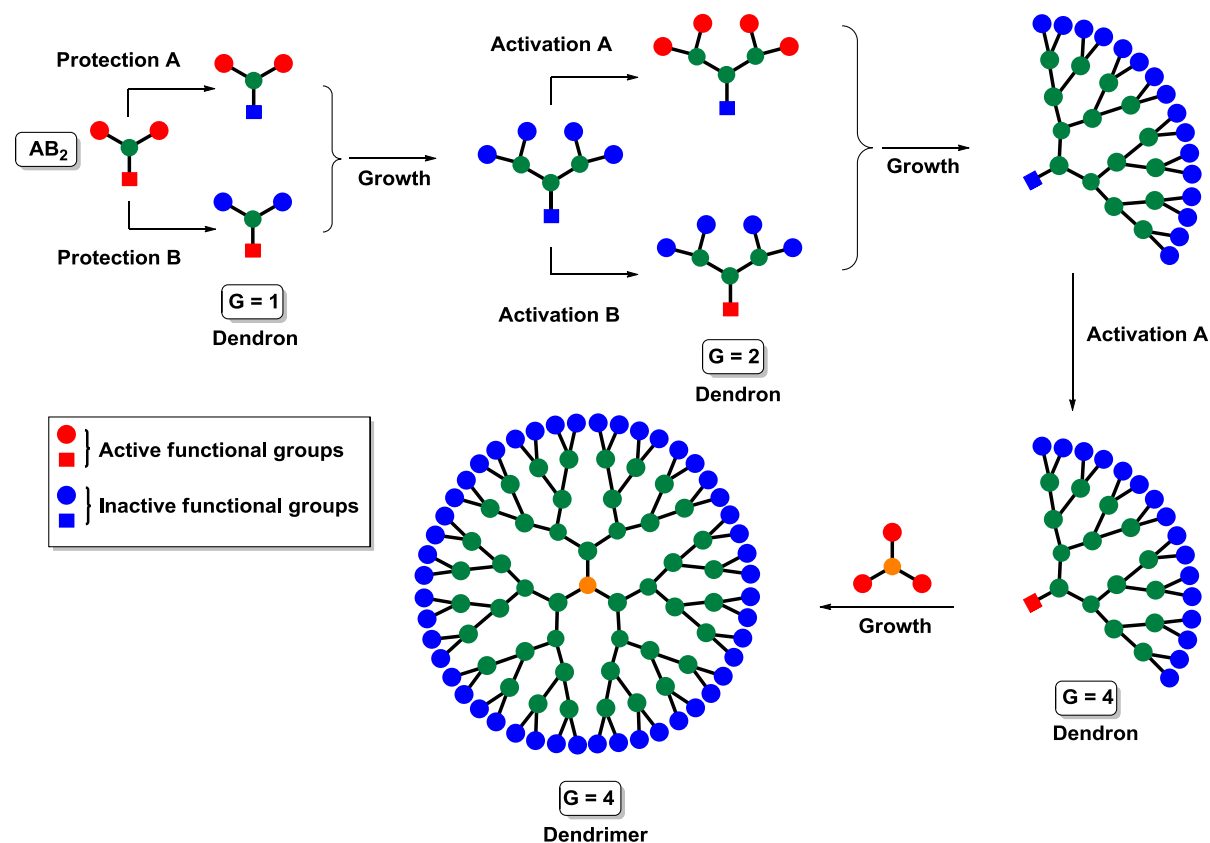 Protection A
AB2
Protection B
G = 1
Dendron
Growth
Activation A
Activation B
G = 2
Dendron
Growth
Activation A
G = 4
Dendron
Growth
G = 4
Dendrimer
Active functional groups
Inactive functional groups